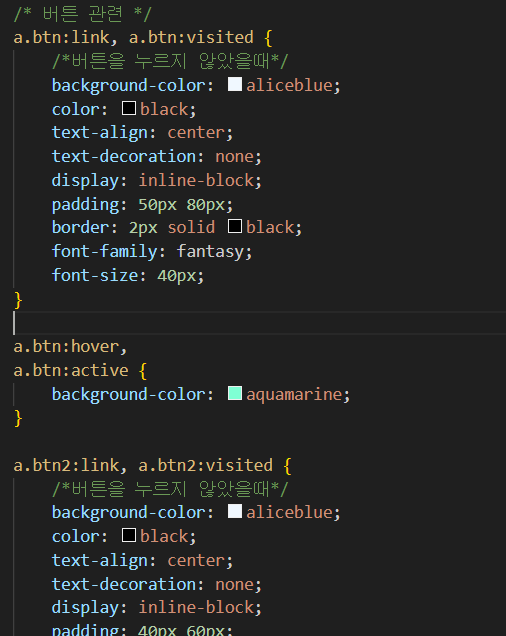 /* 버튼 관련 */
a.btn:link, a.btn:visited {
/*버튼을 누르지 않았을때*/
background-color: aliceblue;
color: black;
text-align: center;
text-decoration: none;
display: inline-block;
padding: 50px 80px;
border: 2px solid black;
font-family: fantasy;
font-size: 40px;
}
a.btn:hover,
a.btn:active {
background-color: aquamarine;
}
a.btn2:link, a.btn2:visited {
/*버튼을 누르지 않았을때*/
background-color: aliceblue;
color: black;
text-align: center;
text-decoration: none;
display: inline-block;
padding: 40px 60px;